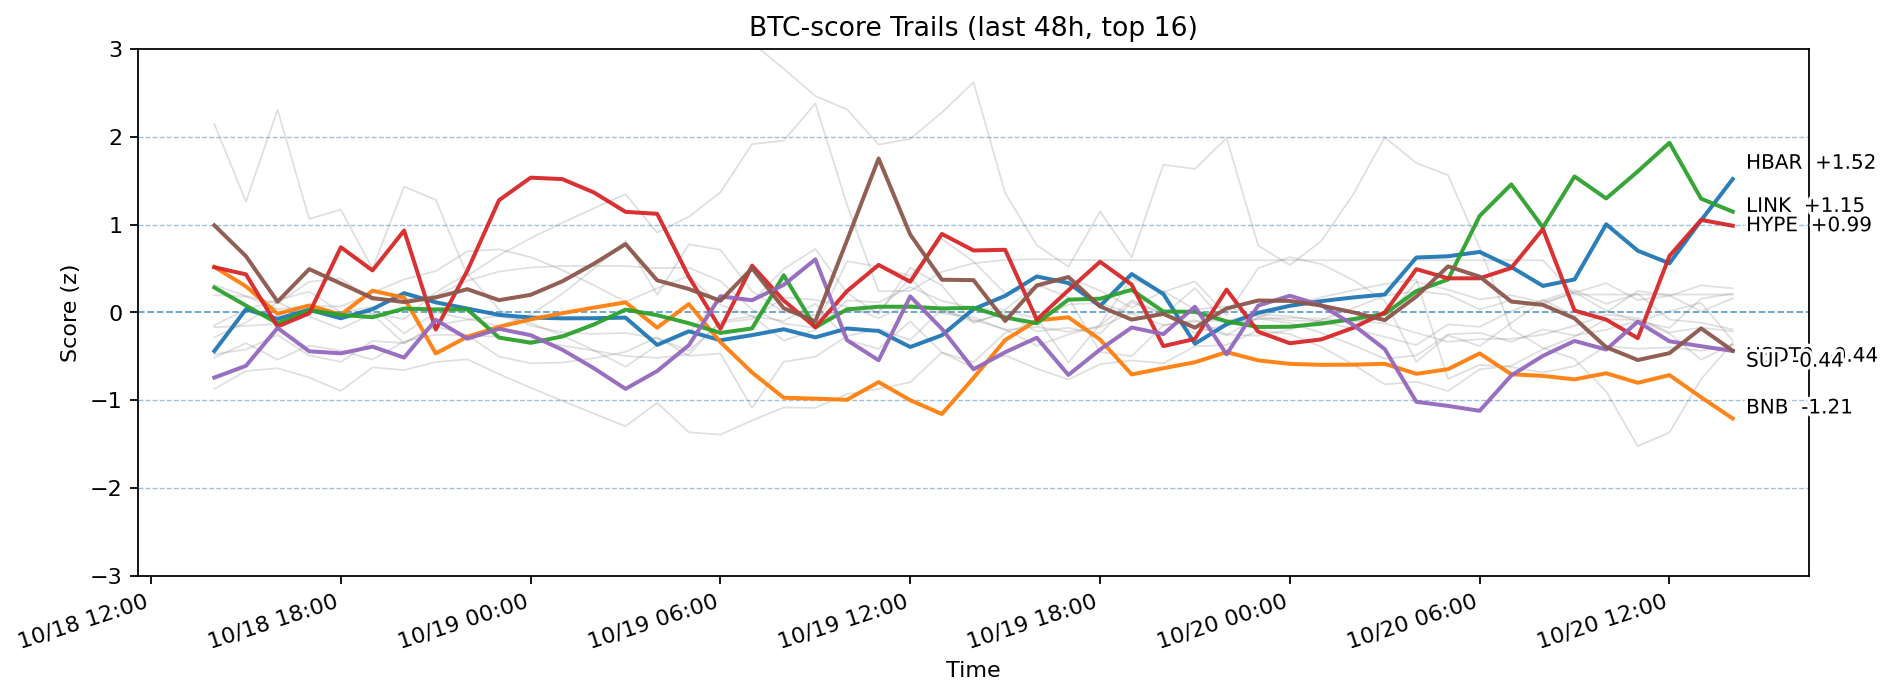 BTC-score Trails (last 48h, top 16)
Score (z)
3
2
1
0
−1
−2
−3
HBAR +1.52
LINK +1.15
HYPE +0.99
SUI -0.44
BNB -1.21
10/18 12:00
10/18 18:00
10/19 00:00
10/19 06:00
10/19 12:00
10/19 18:00
10/20 00:00
10/20 06:00
10/20 12:00
Time